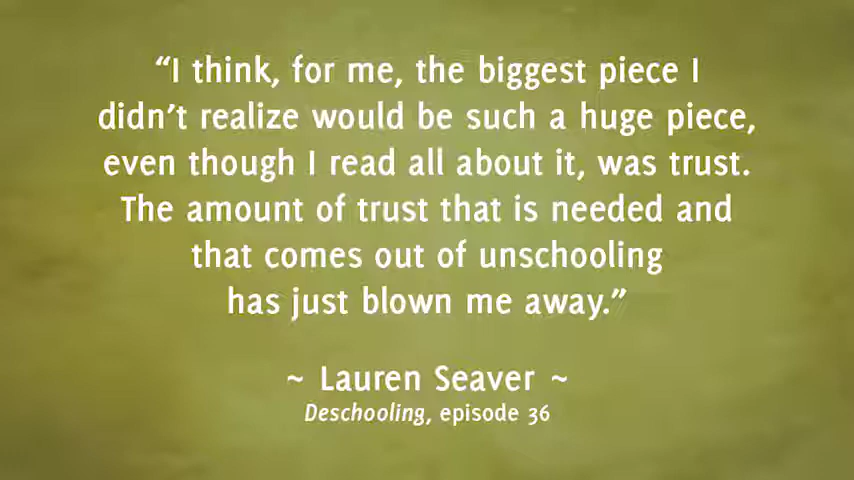 “I think, for me, the biggest piece I
didn’t realize would be such a huge piece,
even though I read all about it, was trust.
The amount of trust that is needed and
that comes out of unschooling
has just blown me away.”
~ Lauren Seaver ~
Deschooling, episode 36